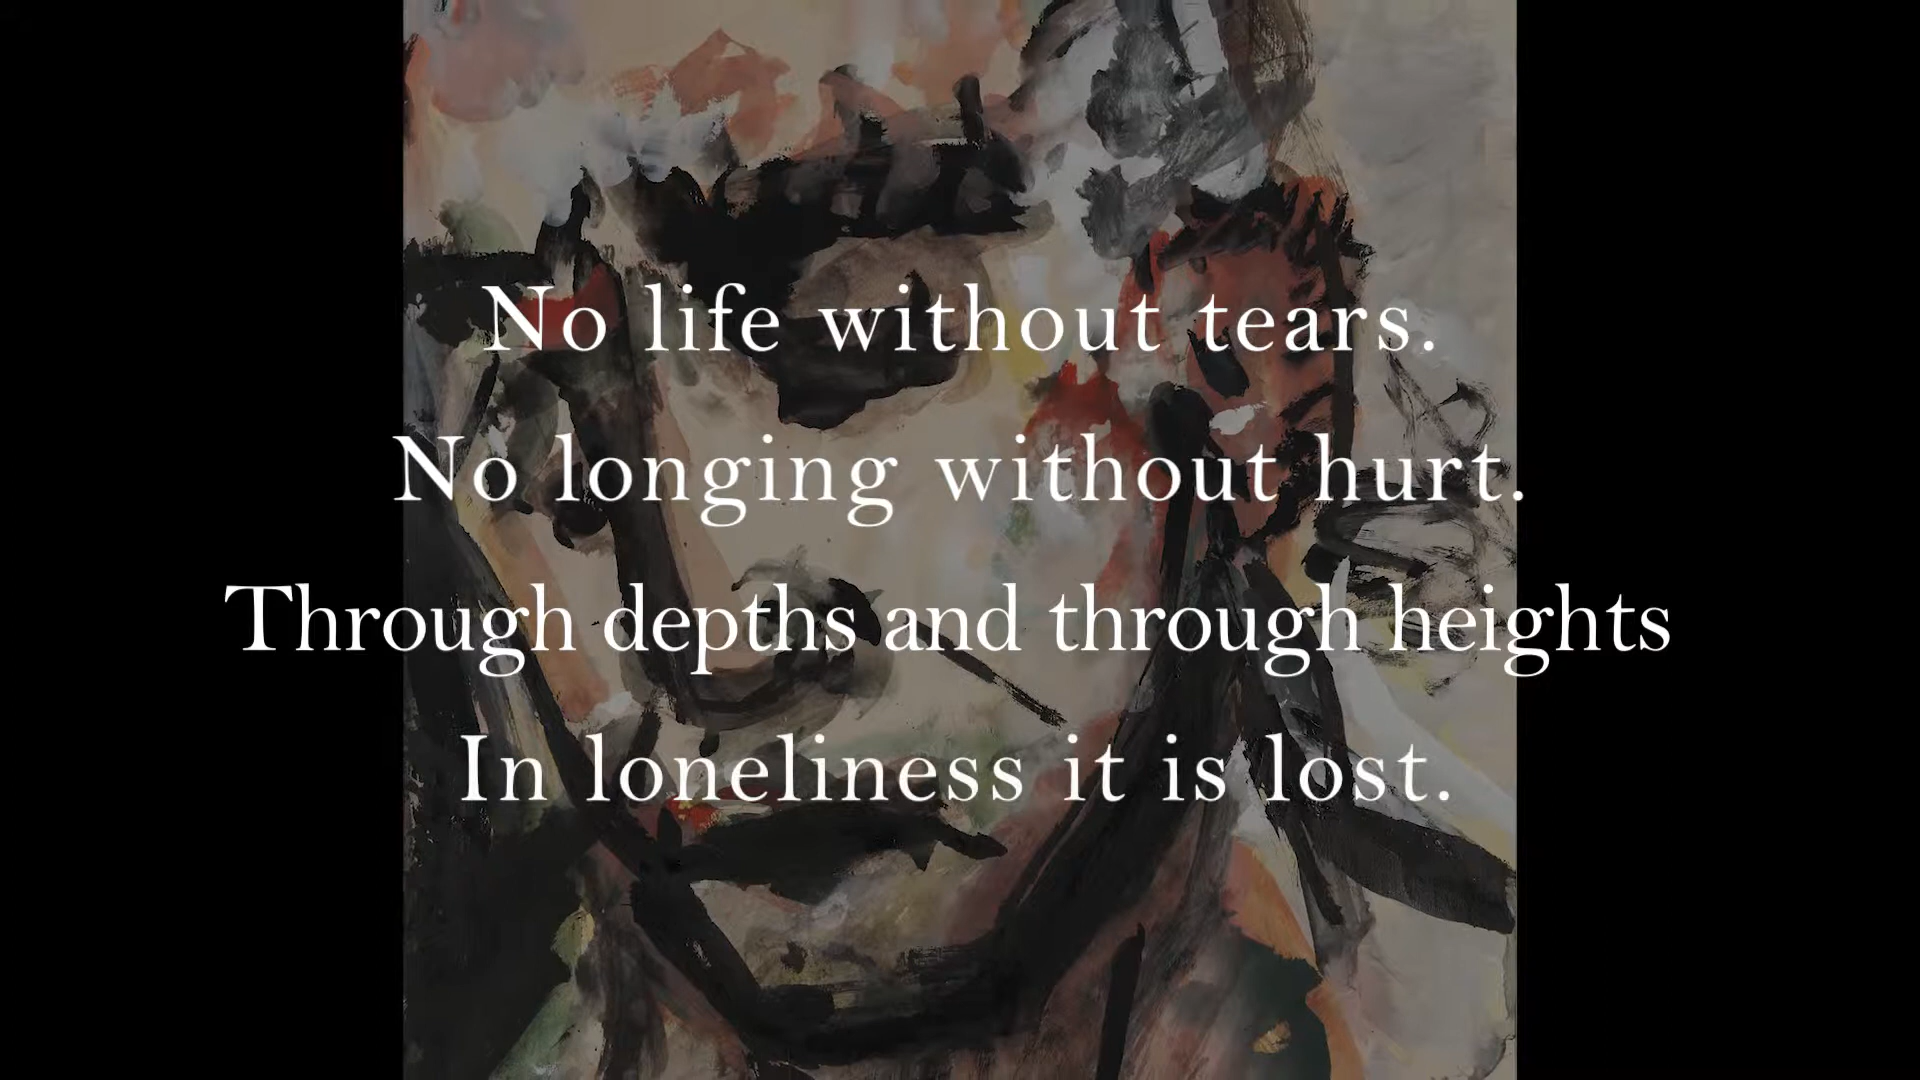 No life without tears.
No longing without hurt.
Through depths and through heights
In loneliness it is lost.